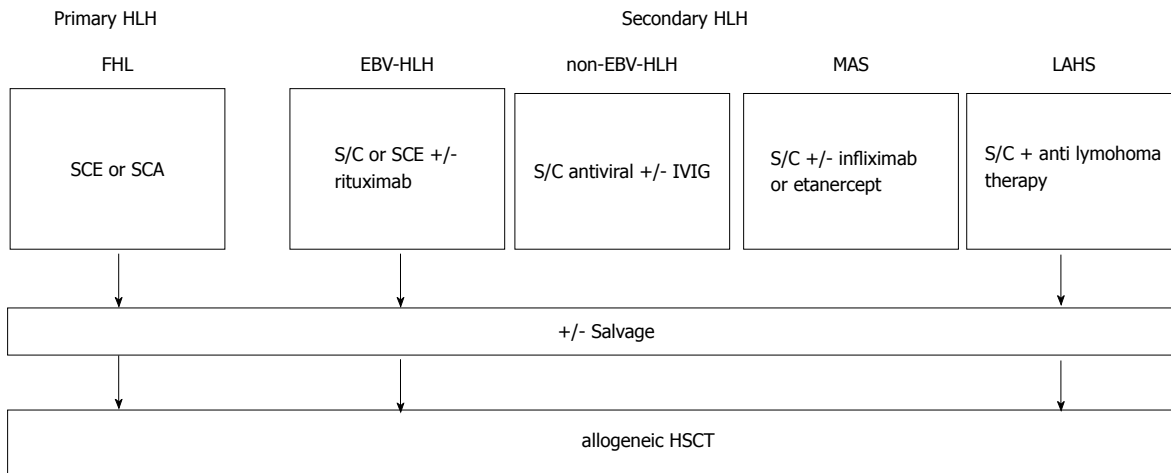 Primary HLH
Secondary HLH
FHL
EBV-HLH
non-EBV-HLH
MAS
LAHS
SCE or SCA
S/C or SCE +/-
rituximab
S/C antiviral +/- IVIG
S/C +/- infliximab
or etanercept
S/C + anti lymohoma
therapy
+/- Salvage
allogeneic HSCT